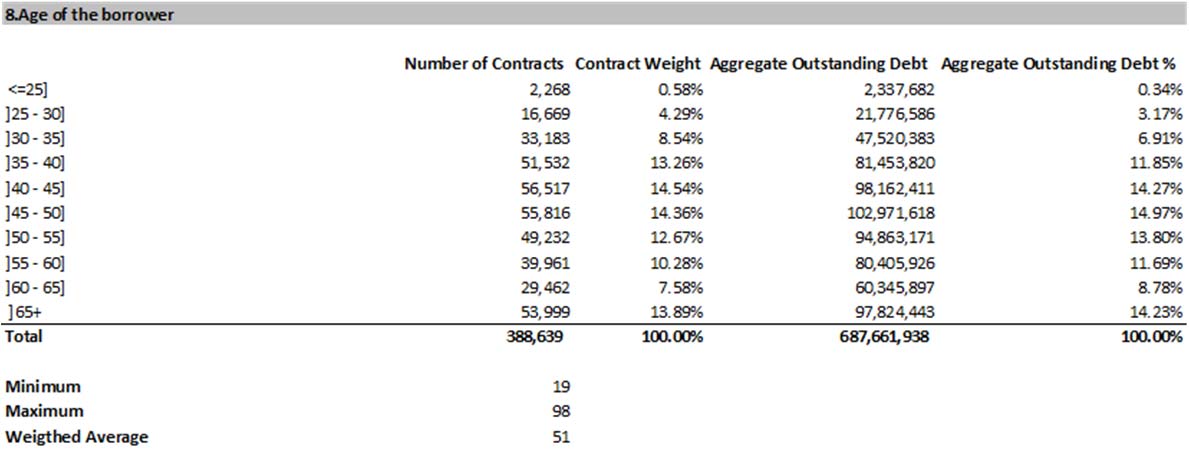 8.Age of the borrower
Number of Contracts Contract Weight Aggregate Outstanding Debt Aggregate Outstanding Debt %
<=25] 2,268 0.58% 2,337,682 0.34%
]25 - 30] 16,669 4.29% 21,776,586 3.17%
]30 - 35] 33,183 8.54% 47,520,383 6.91%
]35 - 40] 51,532 13.26% 81,453,820 11.85%
]40 - 45] 56,517 14.54% 98,162,411 14.27%
]45 - 50] 55,816 14.36% 102,971,618 14.97%
]50 - 55] 49,232 12.67% 94,863,171 13.80%
]55 - 60] 39,961 10.28% 80,405,926 11.69%
]60 - 65] 29,462 7.58% 60,345,897 8.78%
]65+ 53,999 13.89% 97,824,443 14.23%
Total 388,639 100.00% 687,661,938 100.00%
Minimum 19
Maximum 98
Weigthed Average 51